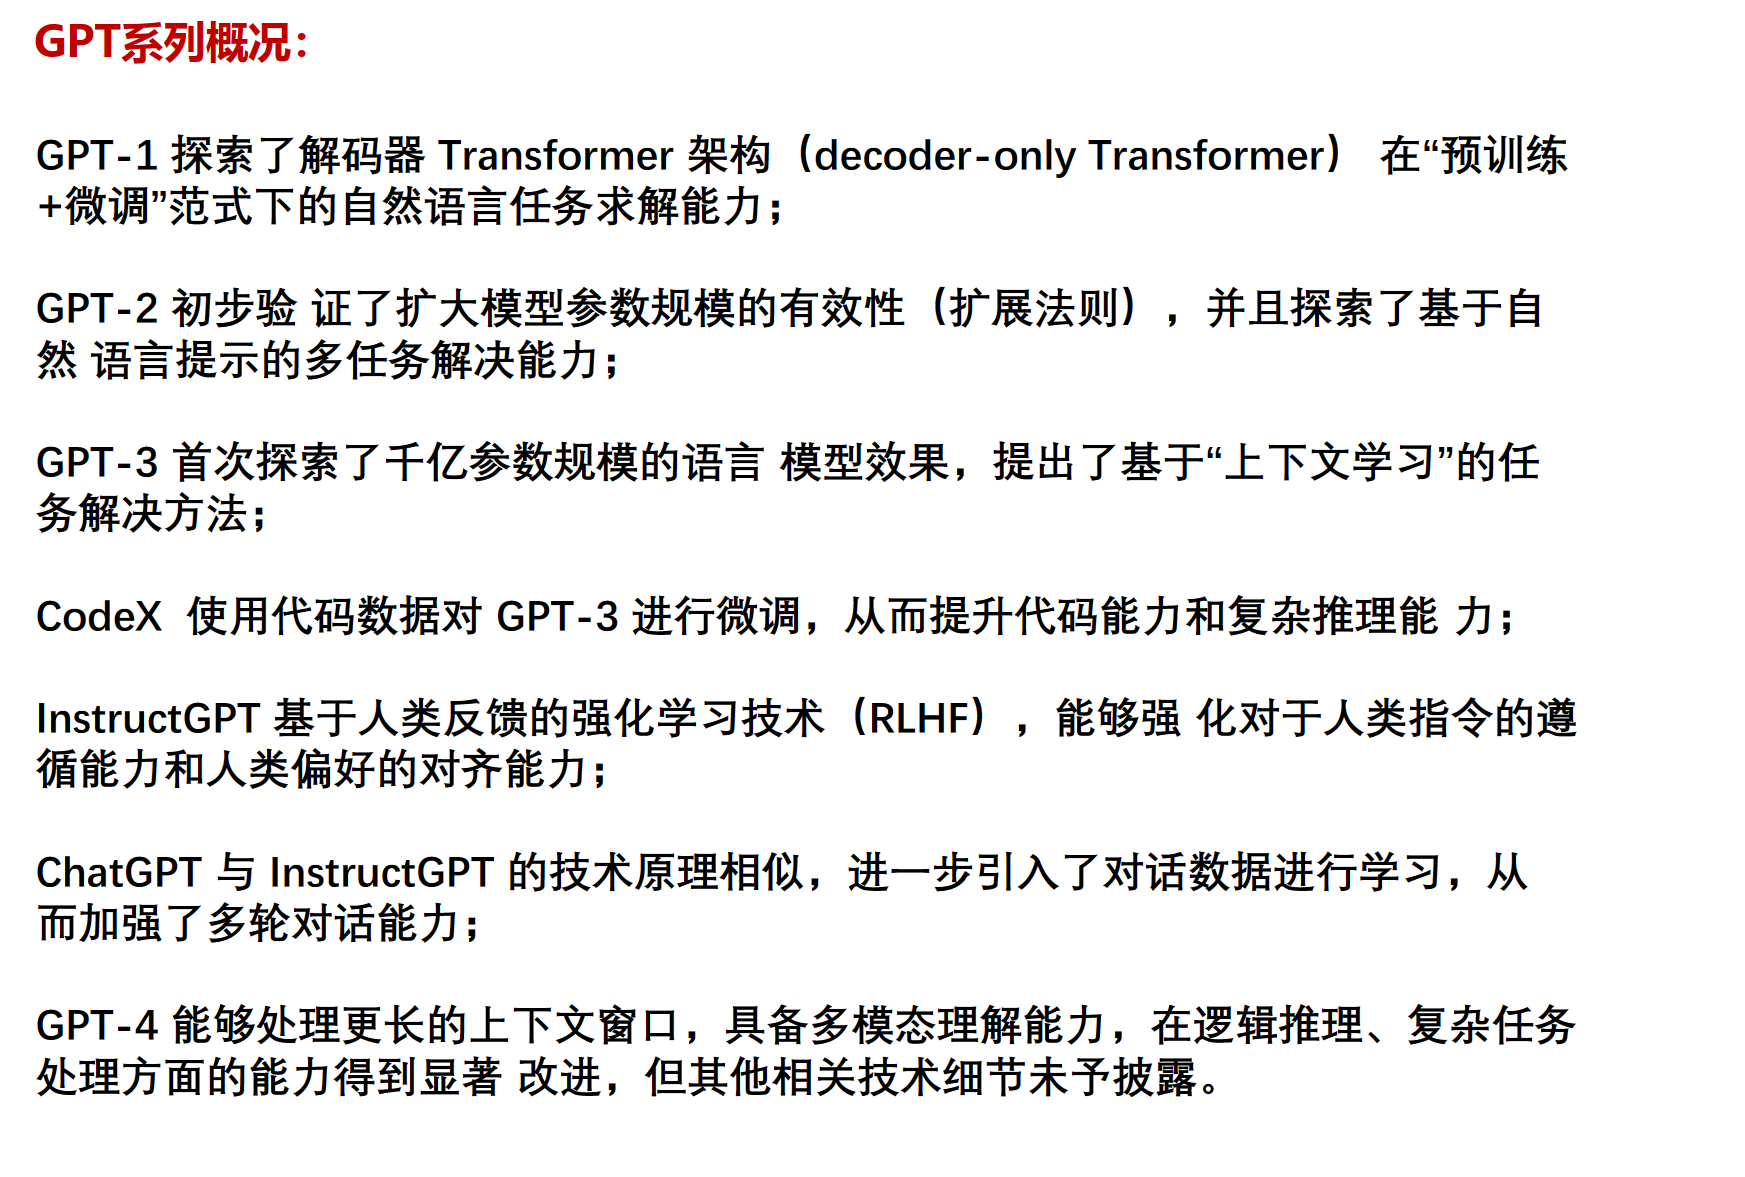 GPT系列概况：
GPT-1 探索了解码器 Transformer 架构（decoder-only Transformer） 在“预训练
+微调”范式下的自然语言任务求解能力；
GPT-2 初步验 证了扩大模型参数规模的有效性（扩展法则），并且探索了基于自
然 语言提示的多任务解决能力；
GPT-3 首次探索了千亿参数规模的语言 模型效果，提出了基于“上下文学习”的任
务解决方法；
CodeX  使用代码数据对 GPT-3 进行微调，从而提升代码能力和复杂推理能 力；
InstructGPT 基于人类反馈的强化学习技术（RLHF），能够强 化对于人类指令的遵
循能力和人类偏好的对齐能力；
ChatGPT 与 InstructGPT 的技术原理相似，进一步引入了对话数据进行学习，从
而加强了多轮对话能力；
GPT-4 能够处理更长的上下文窗口，具备多模态理解能力，在逻辑推理、复杂任务
处理方面的能力得到显著 改进，但其他相关技术细节未予披露。